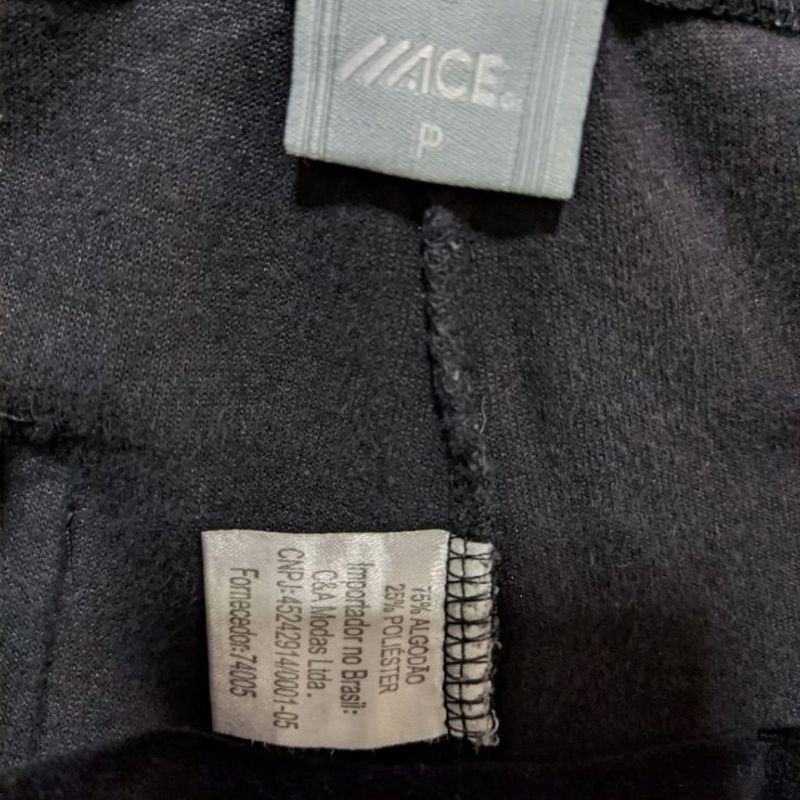 ACE.
P
75% ALGODÃO
25% POLIÉSTER
Importador no Brasil:
C&A Modas Ltda.
CNPJ:45242914/0001-05
Fornecedor:74005